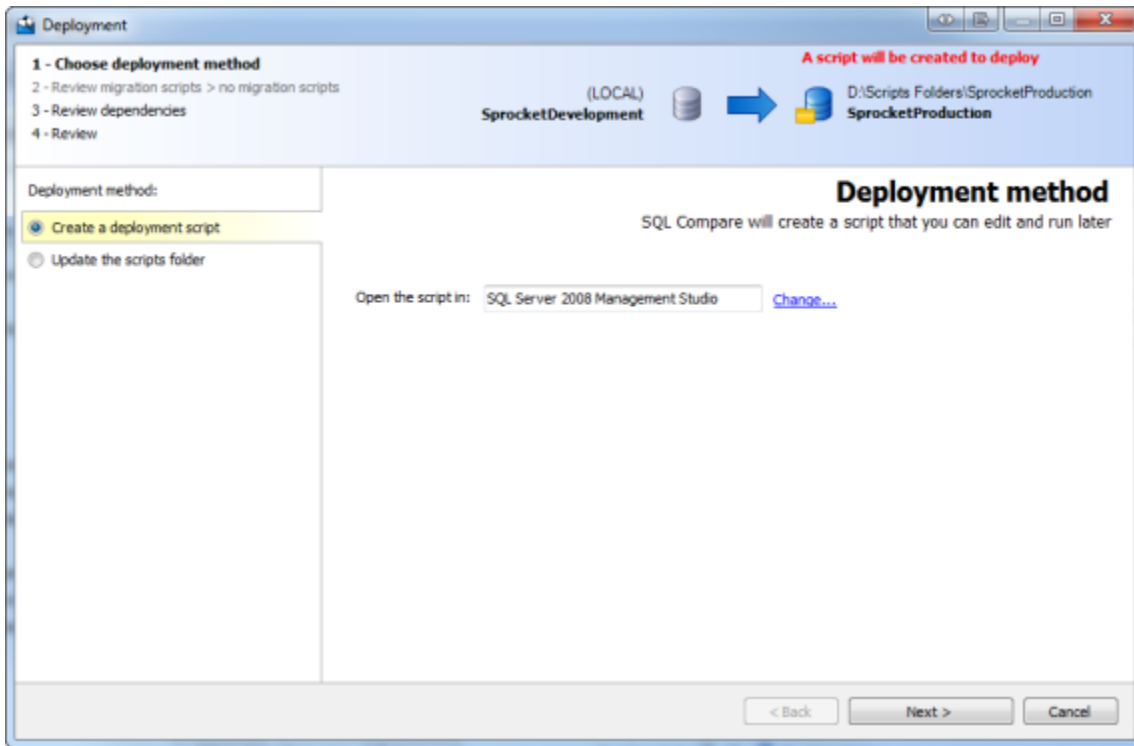 Deployment
1 - Choose deployment method
2 - Review migration scripts > no migration scripts
3 - Review dependencies
4 - Review
A script will be created to deploy
(LOCAL)
SprocketDevelopment
D:\Scripts Folders\SprocketProduction
SprocketProduction
Deployment method:
Create a deployment script
Update the scripts folder
Deployment method
SQL Compare will create a script that you can edit and run later
Open the script in: SQL Server 2008 Management Studio Change...
< Back Next > Cancel